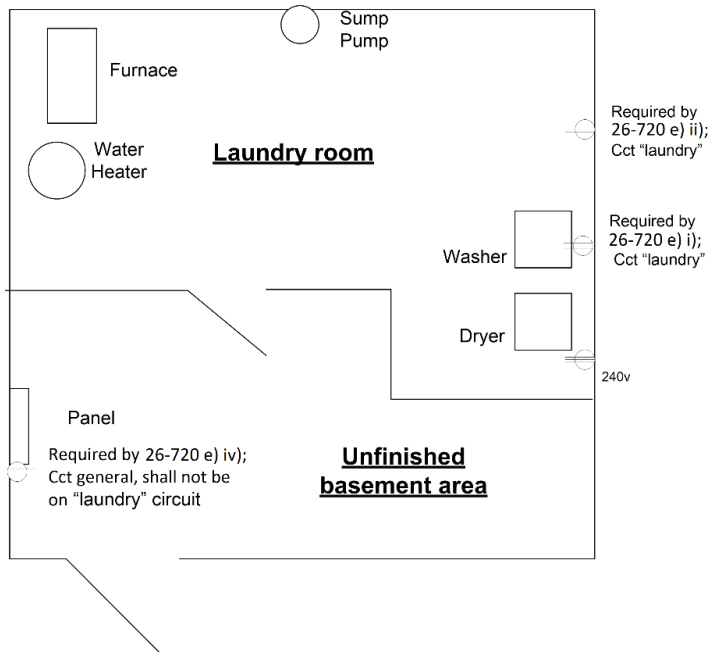 Sump
Pump
Furnace
Required by
26-720 e) ii);
Cct “laundry”
Water
Heater
Laundry room
Required by
26-720 e) i);
Cct “laundry”
Washer
Dryer
240v
Panel
Required by 26-720 e) iv);
Cct general, shall not be
on “laundry” circuit
Unfinished
basement area